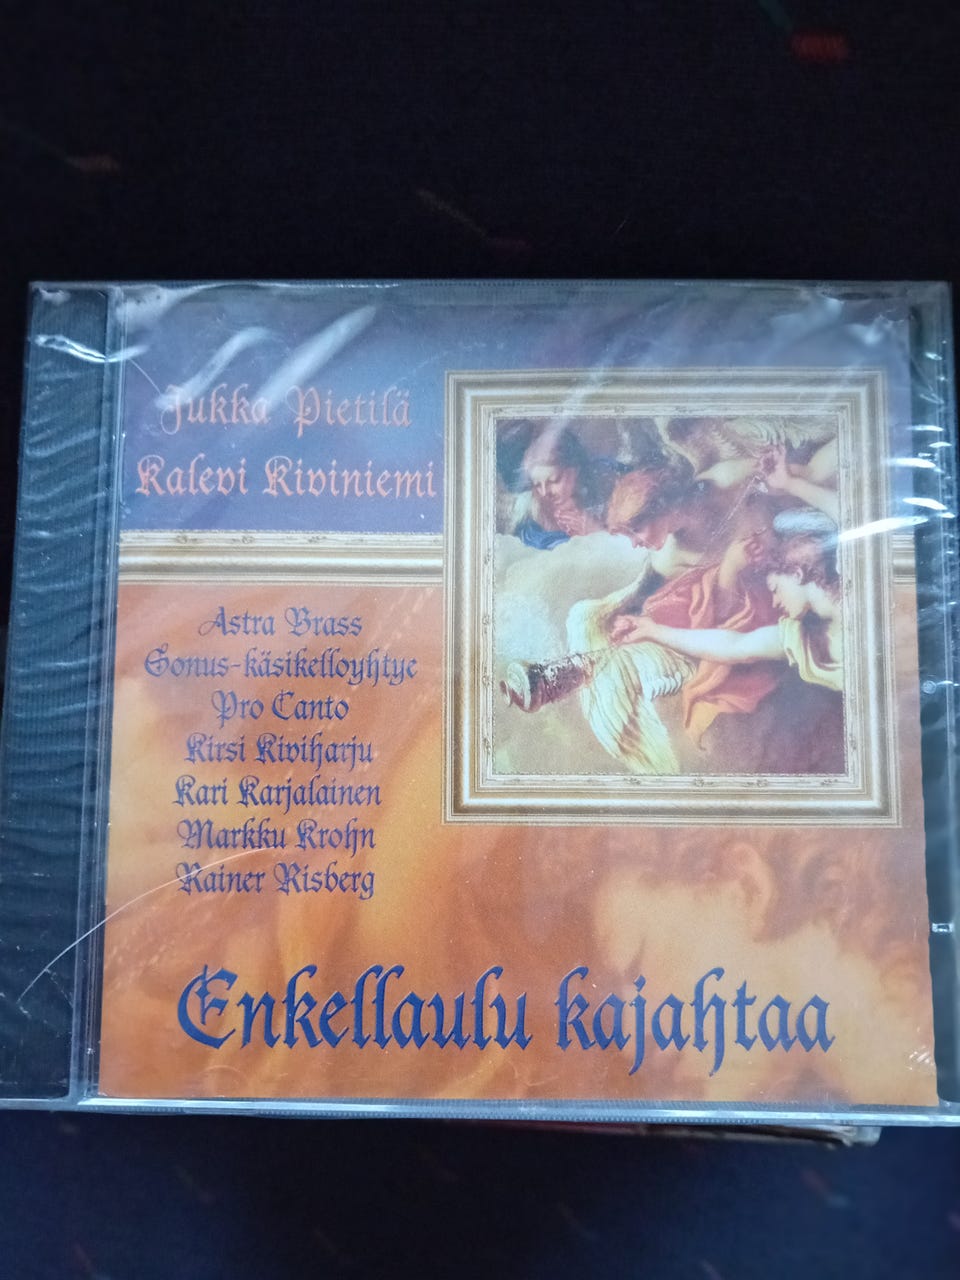 Jukka Pietilä
Kalevi Kiviniemi
Astra Brass
Sonus-käsikelloyhtye
Pro Canto
Kirsi Kiviharju
Kari Karjalainen
Markku Krohn
Rainer Risberg
Enkellaulu kajahtaa